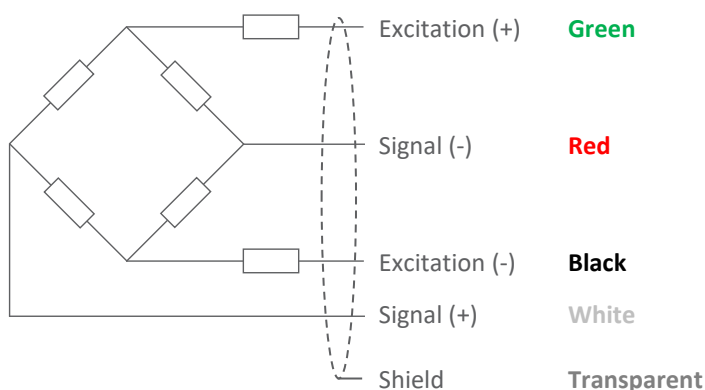 Excitation (+) Green
Signal (-) Red
Excitation (-) Black
Signal (+) White
Shield Transparent